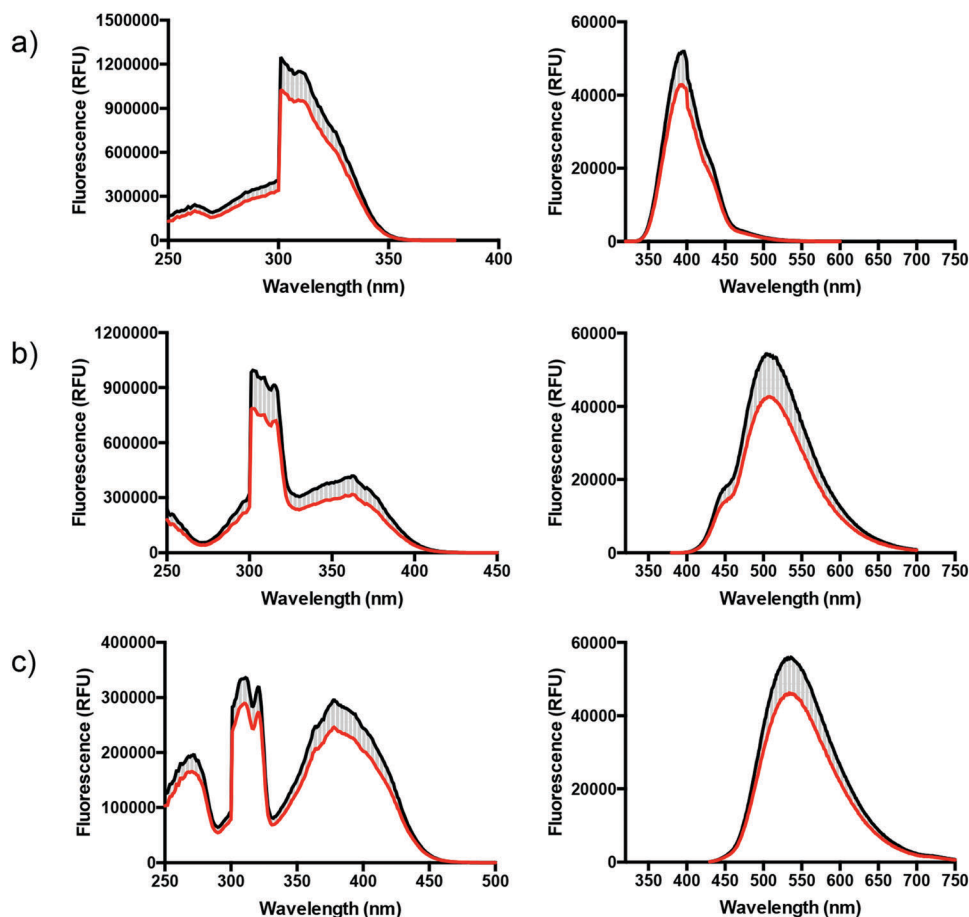 a)
Fluorescence (RFU)
1500000
1200000
900000
600000
300000
0
250 300 350 400
Wavelength (nm)
Fluorescence (RFU)
60000
40000
20000
0
350 400 450 500 550 600 650 700 750
Wavelength (nm)
b)
Fluorescence (RFU)
1200000
900000
600000
300000
0
250 300 350 400 450
Wavelength (nm)
Fluorescence (RFU)
60000
40000
20000
0
350 400 450 500 550 600 650 700 750
Wavelength (nm)
c)
Fluorescence (RFU)
400000
300000
200000
100000
0
250 300 350 400 450 500
Wavelength (nm)
Fluorescence (RFU)
60000
40000
20000
0
350 400 450 500 550 600 650 700 750
Wavelength (nm)